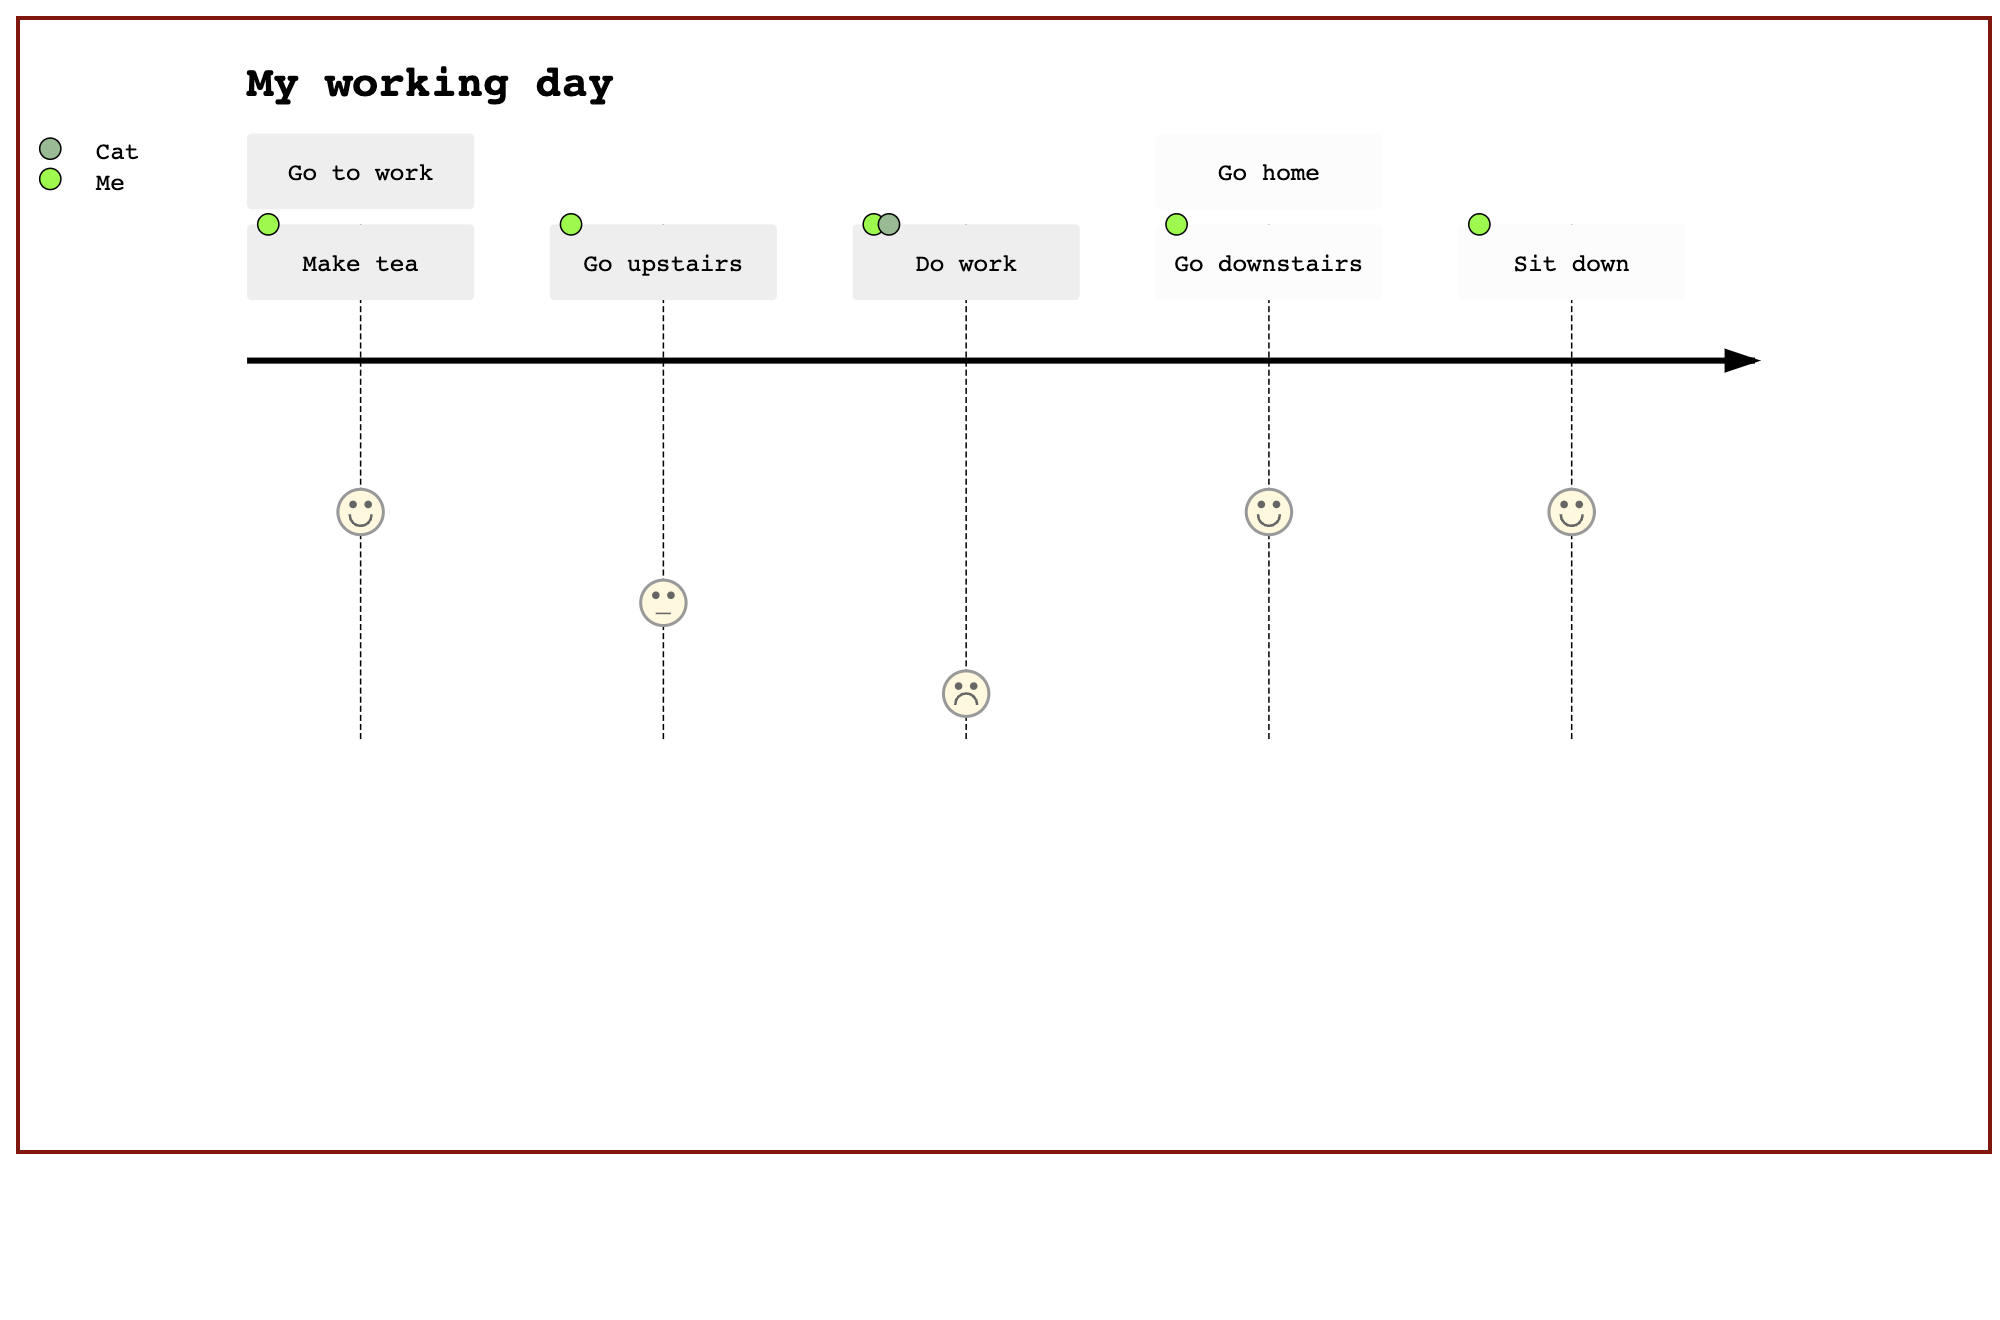 My working day
Cat
Me
Go to work
Go home
Make tea
Go upstairs
Do work
Go downstairs
Sit down